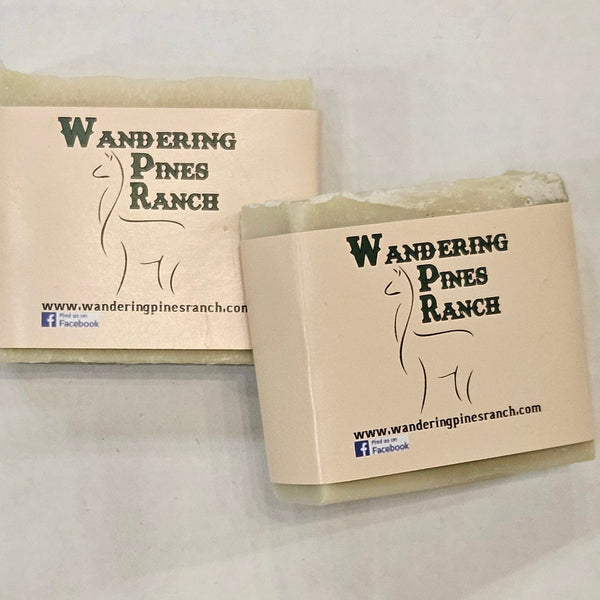 WANDERING
PINES
RANCH
www.wanderingpinesranch.com
Find us on
Facebook
WANDERING
PINES
RANCH
www.wanderingpinesranch.com
Find us on
Facebook